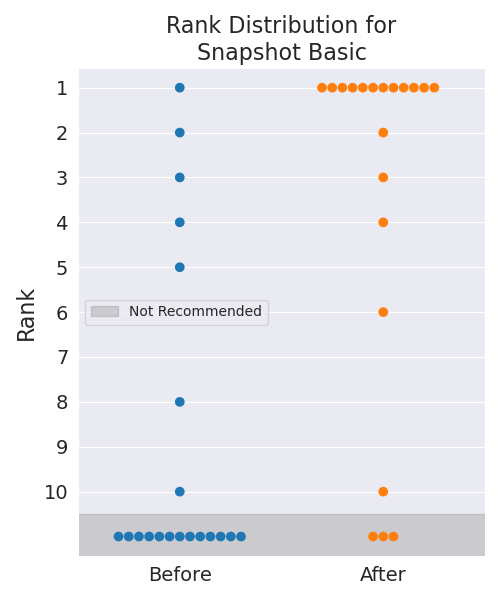 Rank Distribution for
Snapshot Basic
Rank
1
2
3
4
5
6
7
8
9
10
Not Recommended
Before
After